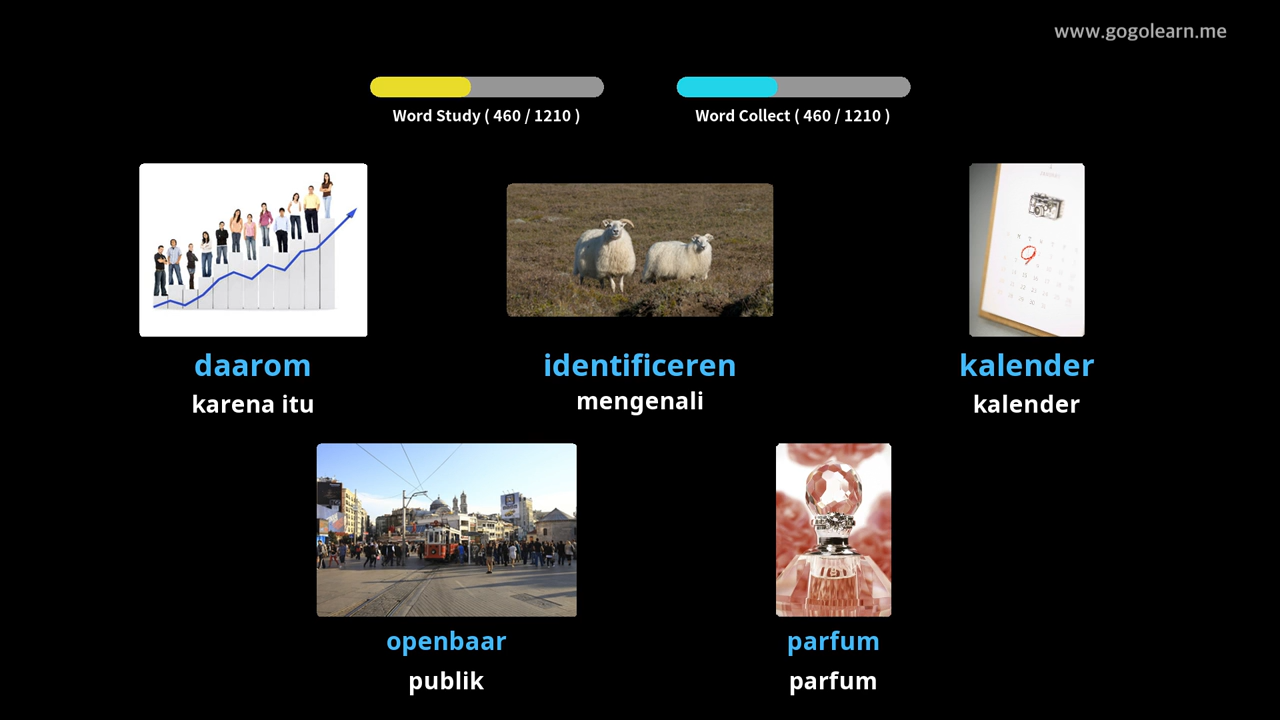 www.gogolearn.me
Word Study ( 460 / 1210 )
Word Collect ( 460 / 1210 )
daarom
karena itu
identificeren
mengenali
kalender
kalender
openbaar
publik
parfum
parfum